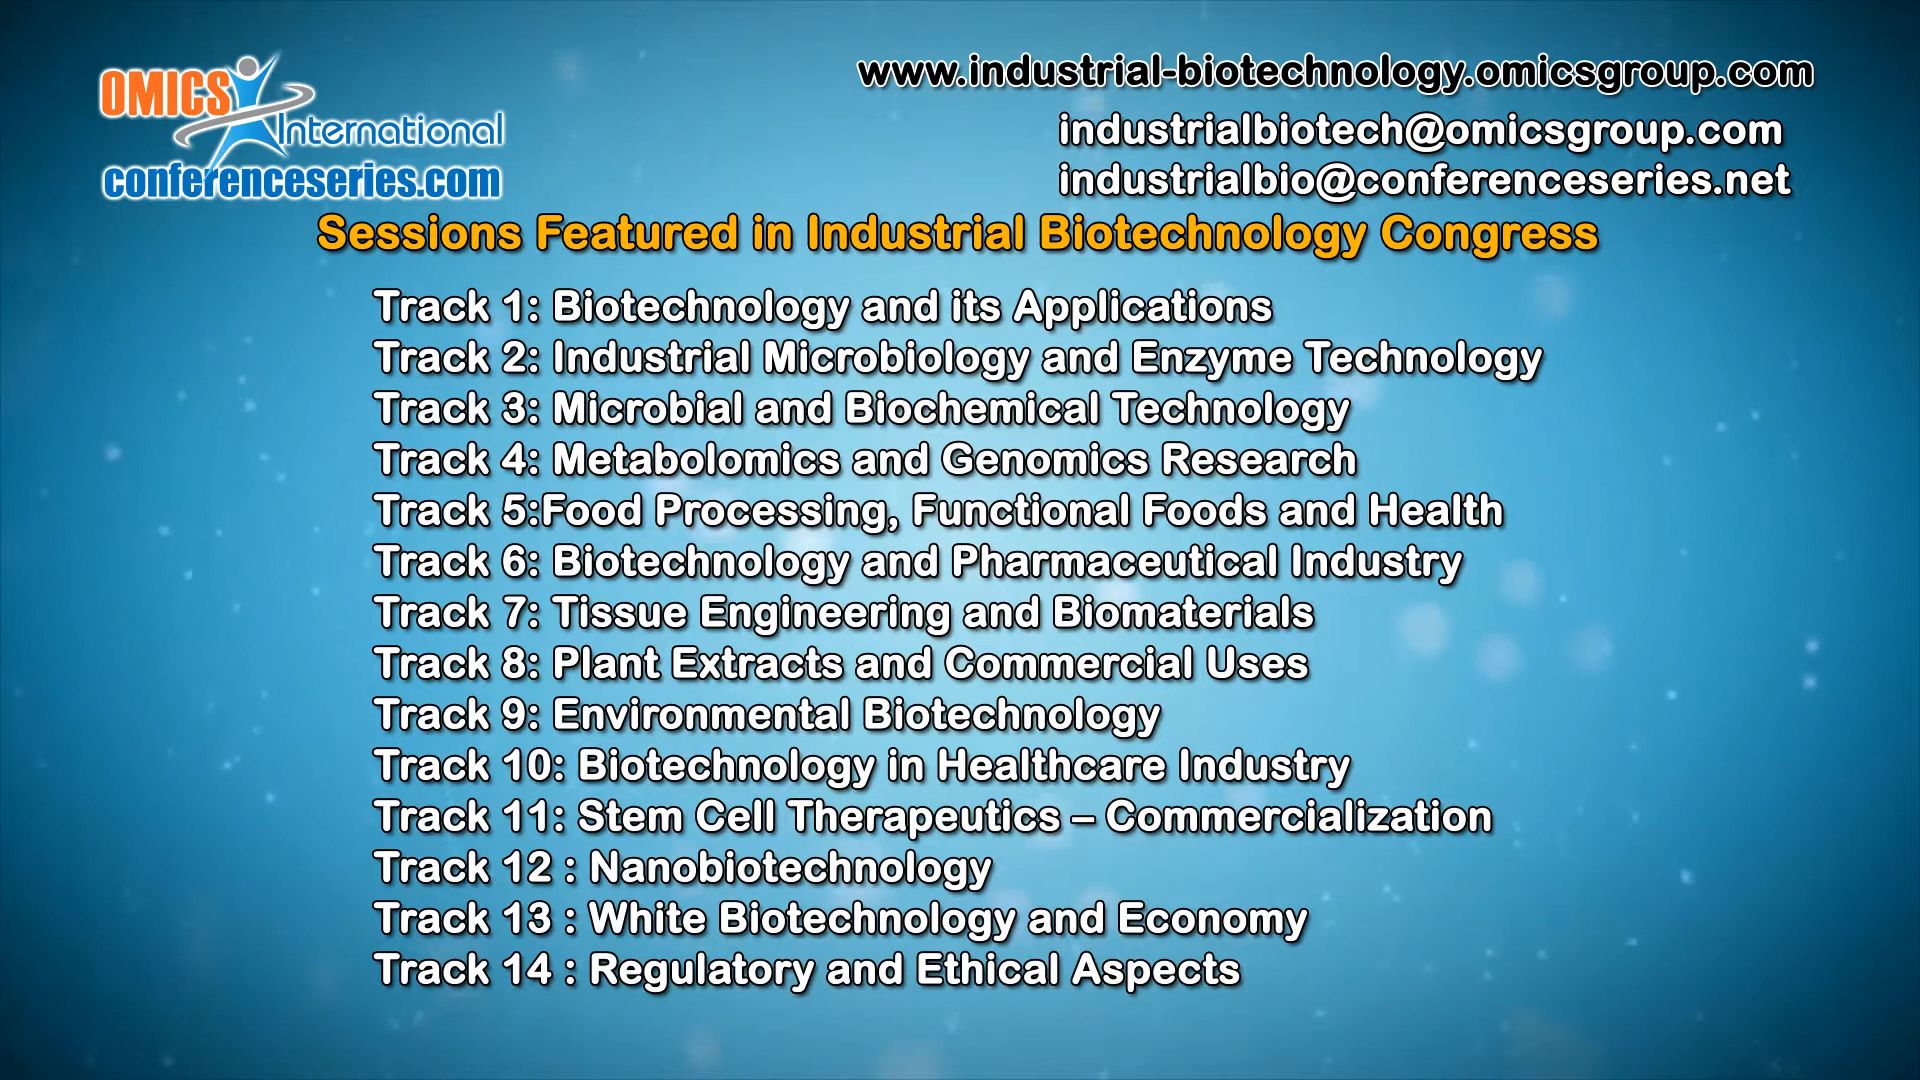 OMICS
International
conferenceseries.com
www.industrial-biotechnology.omicsgroup.com
industrialbiotech@omicsgroup.com
industrialbio@conferenceseries.net
Sessions Featured in Industrial Biotechnology Congress
Track 1: Biotechnology and its Applications
Track 2: Industrial Microbiology and Enzyme Technology
Track 3: Microbial and Biochemical Technology
Track 4: Metabolomics and Genomics Research
Track 5:Food Processing, Functional Foods and Health
Track 6: Biotechnology and Pharmaceutical Industry
Track 7: Tissue Engineering and Biomaterials
Track 8: Plant Extracts and Commercial Uses
Track 9: Environmental Biotechnology
Track 10: Biotechnology in Healthcare Industry
Track 11: Stem Cell Therapeutics – Commercialization
Track 12 : Nanobiotechnology
Track 13 : White Biotechnology and Economy
Track 14 : Regulatory and Ethical Aspects